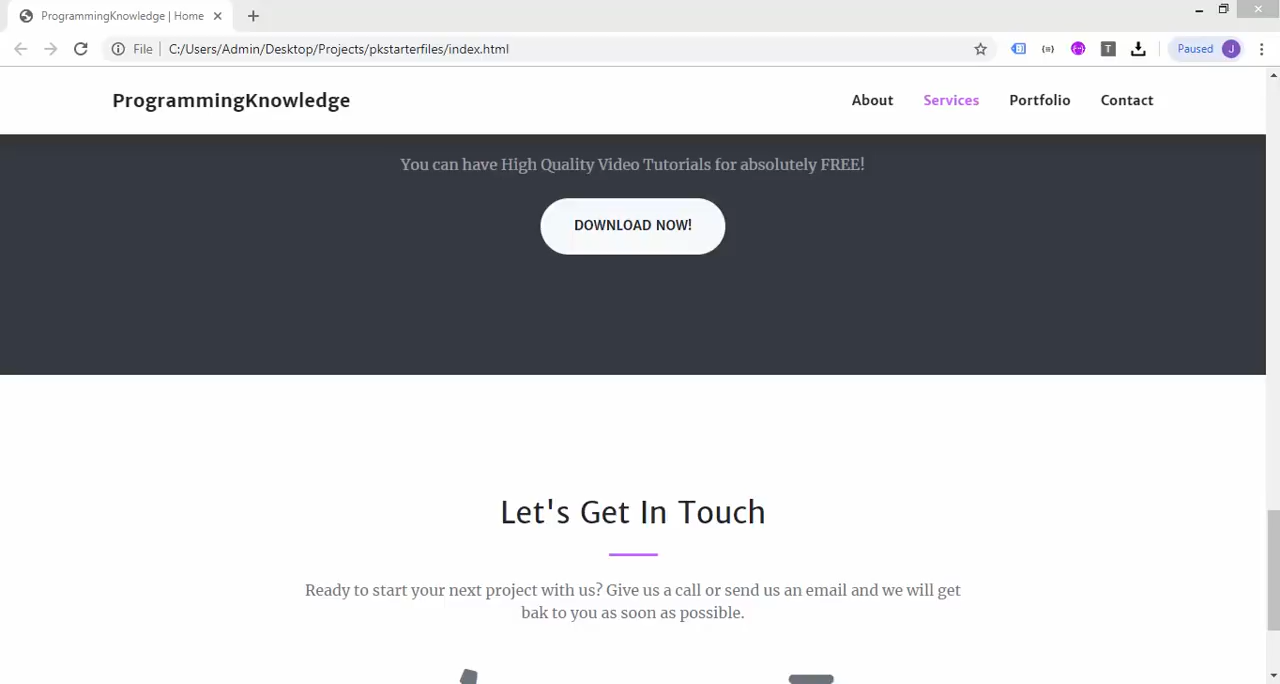 ProgrammingKnowledge | Home
File C:/Users/Admin/Desktop/Projects/pkstarterfiles/index.html
T
Paused J
ProgrammingKnowledge About Services Portfolio Contact
You can have High Quality Video Tutorials for absolutely FREE!
DOWNLOAD NOW!
Let's Get In Touch
Ready to start your next project with us? Give us a call or send us an email and we will get
bak to you as soon as possible.